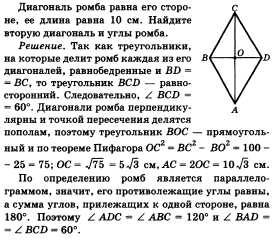 Диагональ ромба равна его сторо-
не, ее длина равна 10 см. Найдите
вторую диагональ и углы ромба.
Решение. Так как треугольники,
на которые делит ромб каждая из его
диагоналей, равнобедренные и BD =
= BC, то треугольник BCD — равно-
сторонний. Следовательно, ∠ BCD =
= 60°. Диагонали ромба перпендику-
лярны и точкой пересечения делятся
пополам, поэтому треугольник BOC — прямоуголь-
ный и по теореме Пифагора OC² = BC² − BO² = 100 −
− 25 = 75; OC = √75 = 5√3 см, AC = 2OC = 10√3 см.
По определению ромб является параллело-
граммом, значит, его противолежащие углы равны,
а сумма углов, прилежащих к одной стороне, равна
180°. Поэтому ∠ ADC = ∠ ABC = 120° и ∠ BAD =
= ∠ BCD = 60°.
C
B
O
D
A